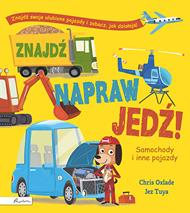 Znajdź swoje ulubione pojazdy i zobacz, jak działają!
ZNAJDŹ
NAPRAW
JEDŹ!
Samochody
i inne pojazdy
Chris Oxlade
Jez Tuya